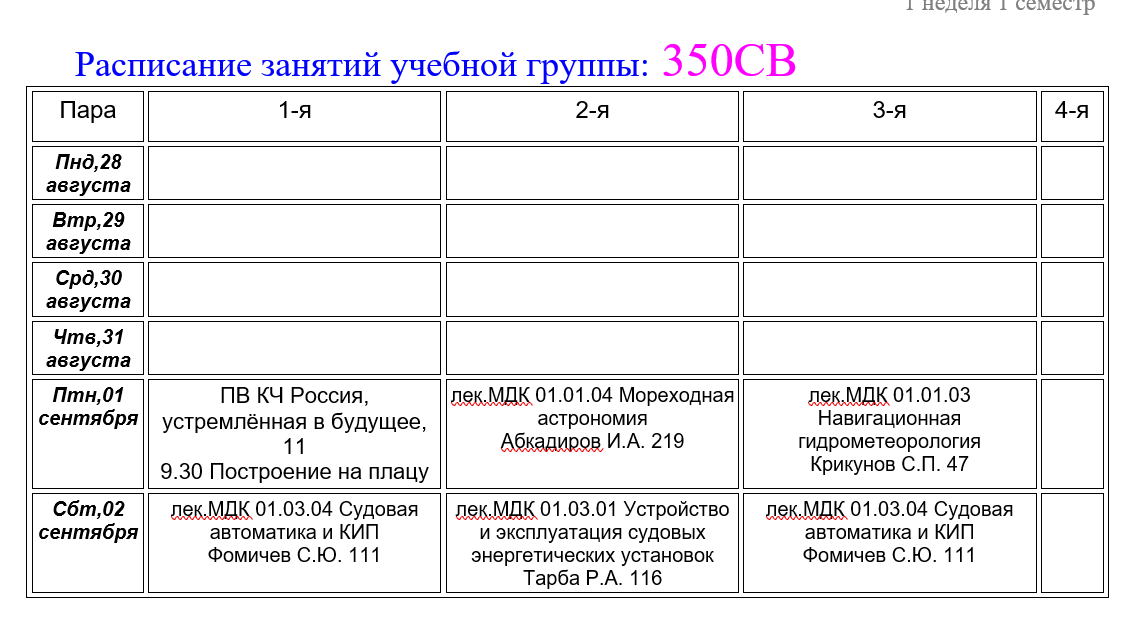 1 неделя 1 семестр
Расписание занятий учебной группы: 350СВ
Пара 1-я 2-я 3-я 4-я
Пнд,28
августа
Втр,29
августа
Срд,30
августа
Чтв,31
августа
Птн,01
сентября
ПВ КЧ Россия,
устремлённая в будущее,
11
9.30 Построение на плацу
лек.МДК 01.01.04 Мореходная
астрономия
Абкадиров И.А. 219
лек.МДК 01.01.03
Навигационная
гидрометеорология
Крикунов С.П. 47
Сбт,02
сентября
лек.МДК 01.03.04 Судовая
автоматика и КИП
Фомичев С.Ю. 111
лек.МДК 01.03.01 Устройство
и эксплуатация судовых
энергетических установок
Тарба Р.А. 116
лек.МДК 01.03.04 Судовая
автоматика и КИП
Фомичев С.Ю. 111